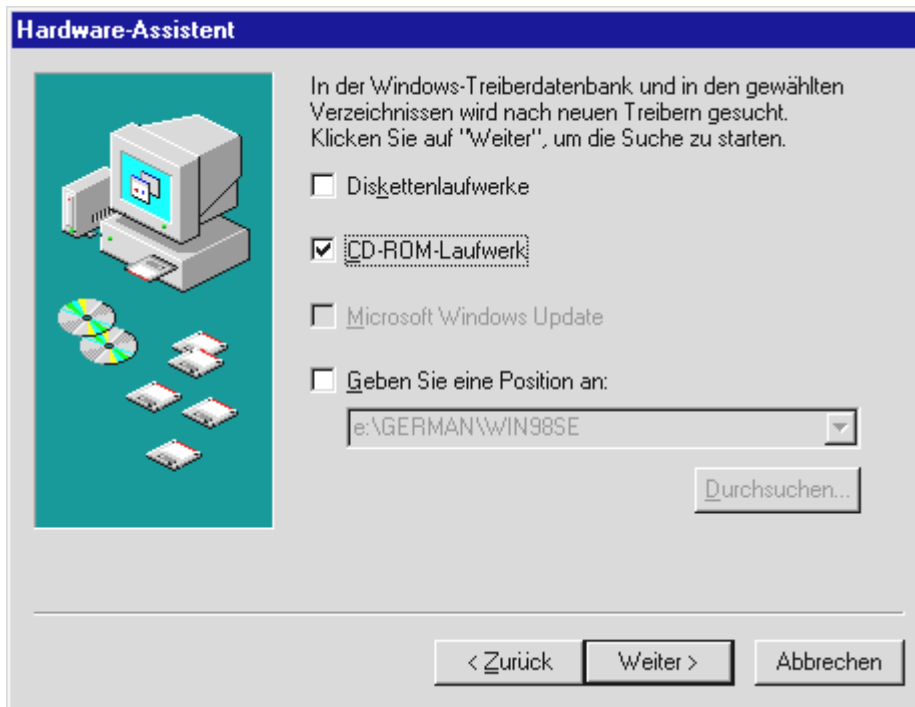 Hardware-Assistent
In der Windows-Treiberdatenbank und in den gewählten
Verzeichnissen wird nach neuen Treibern gesucht.
Klicken Sie auf "Weiter", um die Suche zu starten.
Diskettenlaufwerke
CD-ROM-Laufwerk
Microsoft Windows Update
Geben Sie eine Position an:
e:\GERMAN\WIN98SE
Durchsuchen...
< Zurück Weiter > Abbrechen